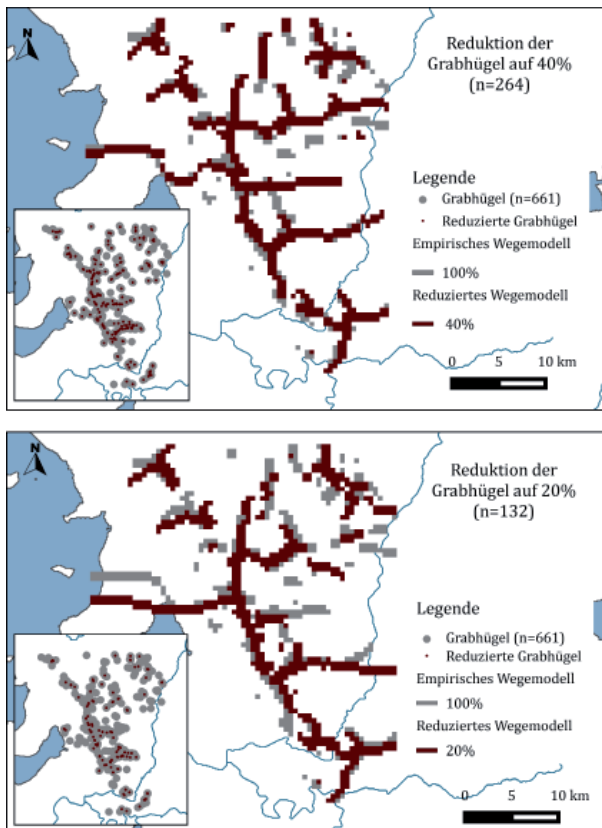 N
Reduktion der
Grabhügel auf 40%
(n=264)
Legende
Grabhügel (n=661)
Reduzierte Grabhügel
Empirisches Wegemodell
100%
Reduziertes Wegemodell
40%
0 5 10 km
N
Reduktion der
Grabhügel auf 20%
(n=132)
Legende
Grabhügel (n=661)
Reduzierte Grabhügel
Empirisches Wegemodell
100%
Reduziertes Wegemodell
20%
0 5 10 km